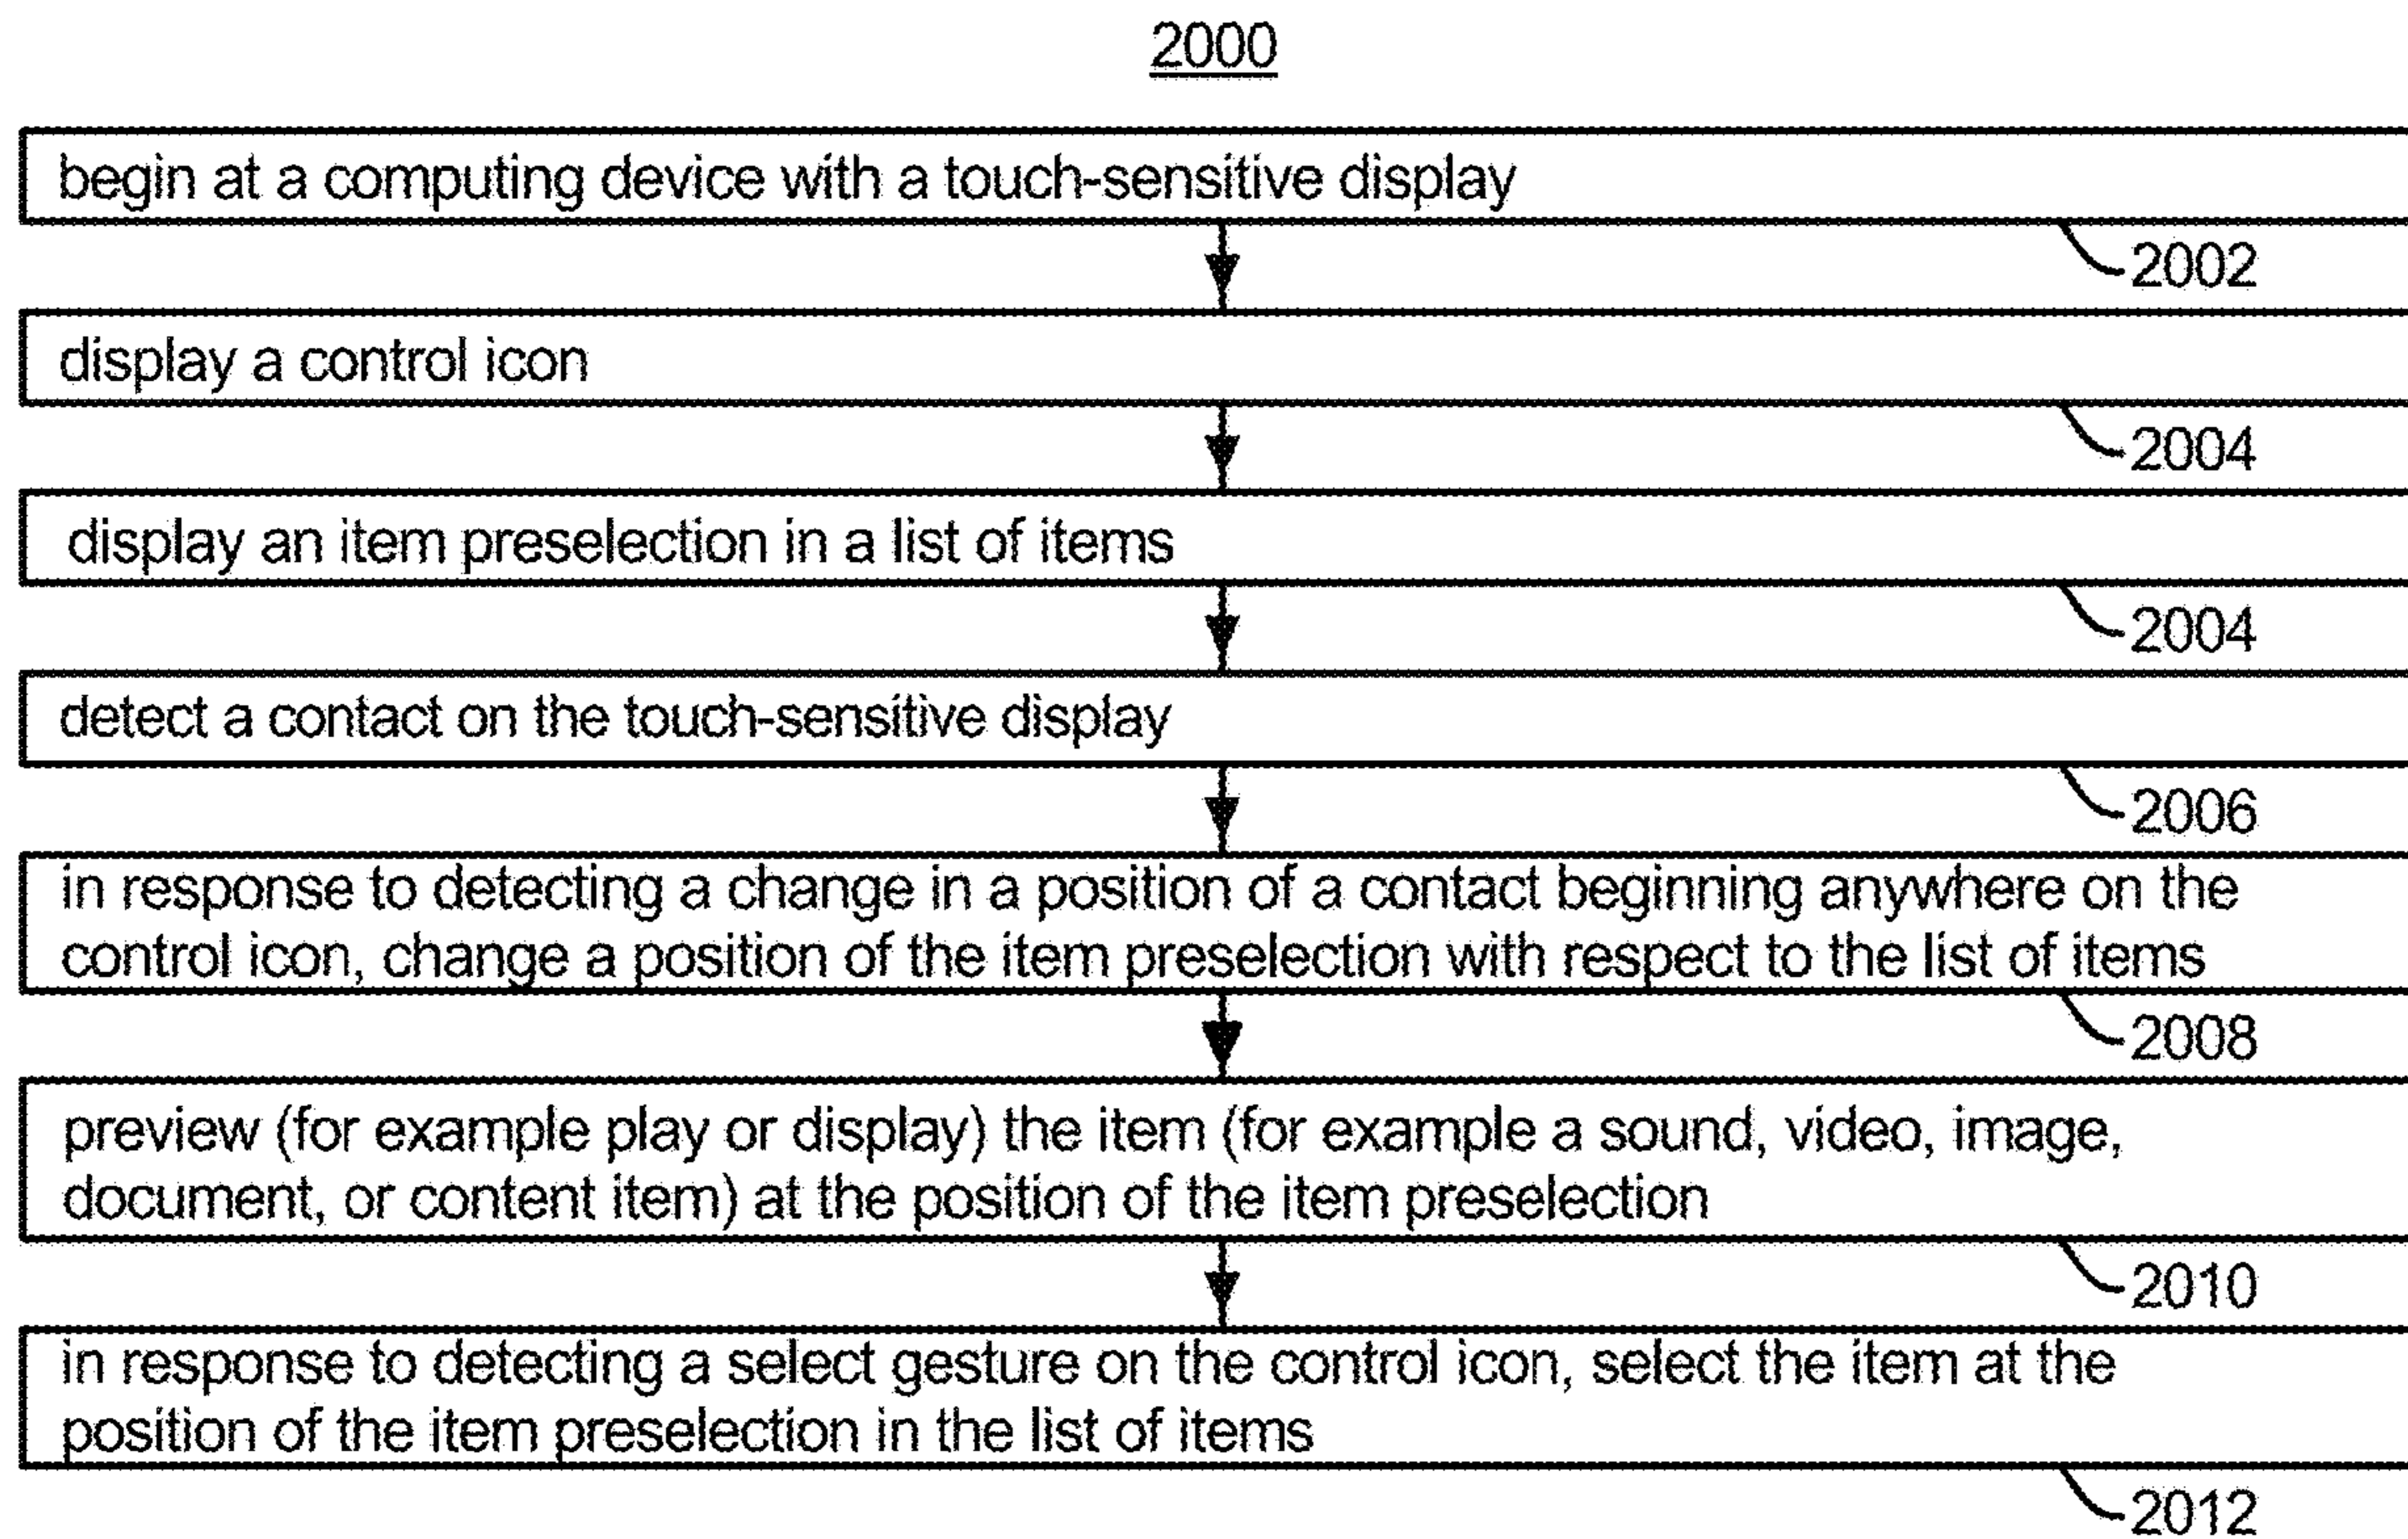 2000
begin at a computing device with a touch-sensitive display
2002
display a control icon
2004
display an item preselection in a list of items
2004
detect a contact on the touch-sensitive display
2006
in response to detecting a change in a position of a contact beginning anywhere on the
control icon, change a position of the item preselection with respect to the list of items
2008
preview (for example play or display) the item (for example a sound, video, image,
document, or content item) at the position of the item preselection
2010
in response to detecting a select gesture on the control icon, select the item at the
position of the item preselection in the list of items
2012